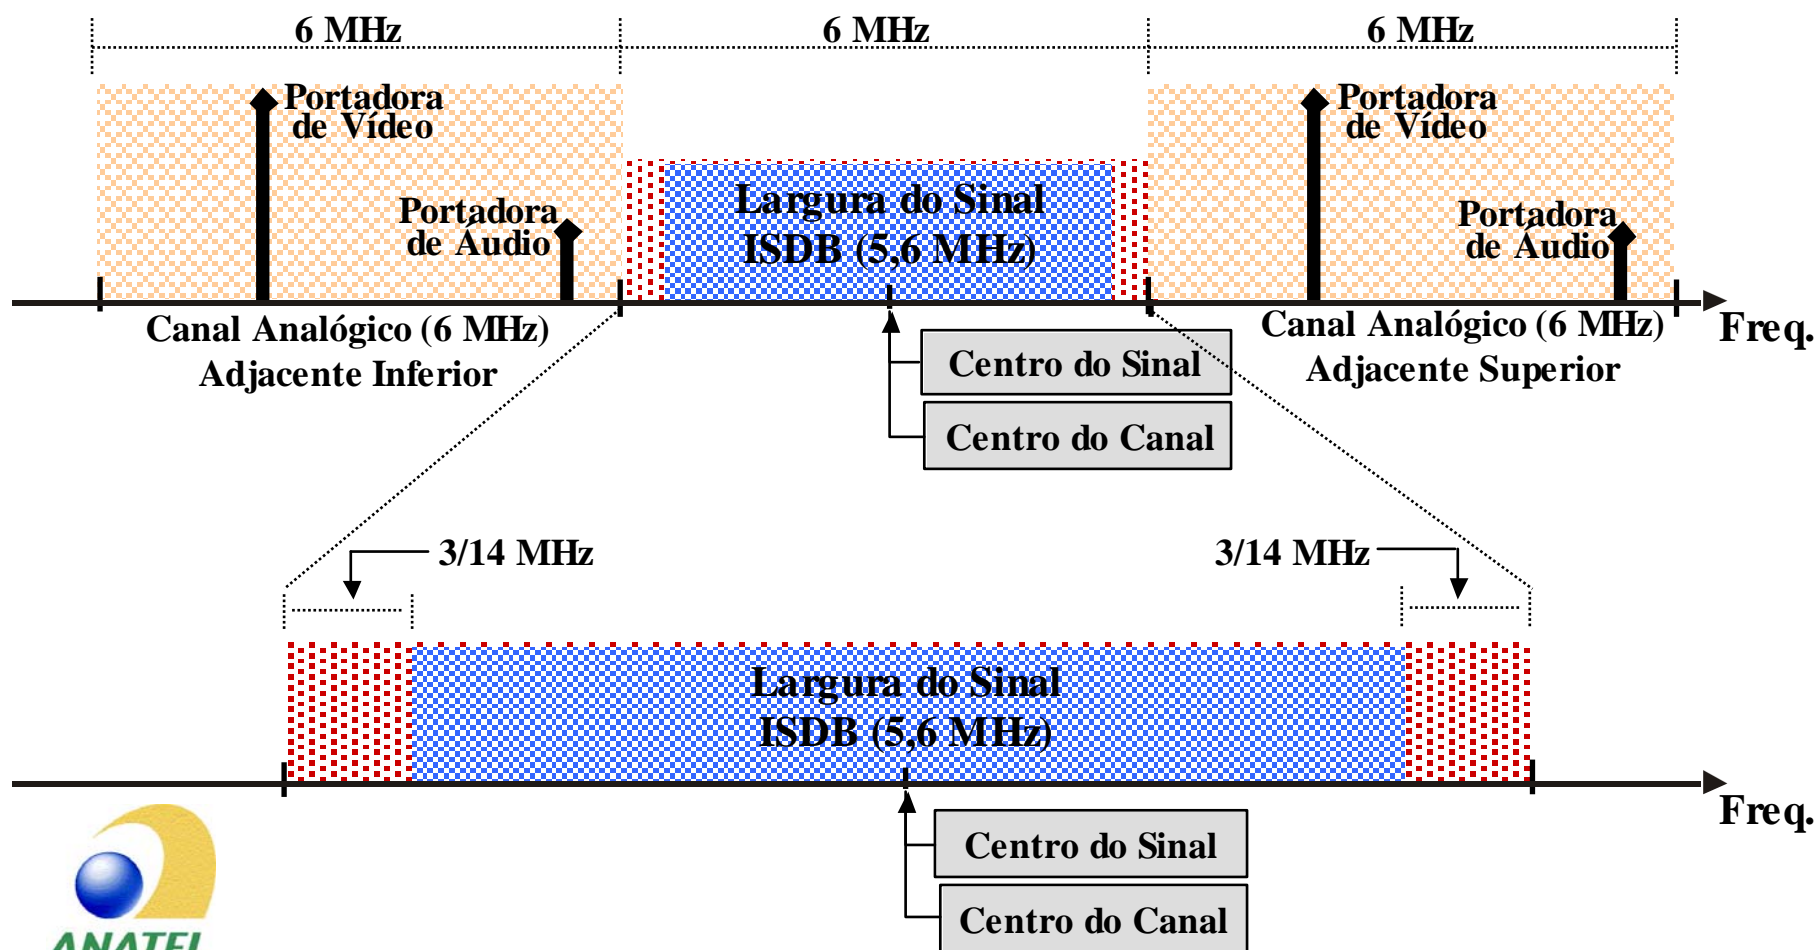 6 MHz
6 MHz
6 MHz
Portadora
de Vídeo
Portadora
de Áudio
Largura do Sinal
ISDB (5,6 MHz)
Portadora
de Vídeo
Portadora
de Áudio
Canal Analógico (6 MHz)
Adjacente Inferior
Centro do Sinal
Centro do Canal
Canal Analógico (6 MHz)
Adjacente Superior
Freq.
3/14 MHz
3/14 MHz
Largura do Sinal
ISDB (5,6 MHz)
Freq.
Centro do Sinal
Centro do Canal
ANATEL